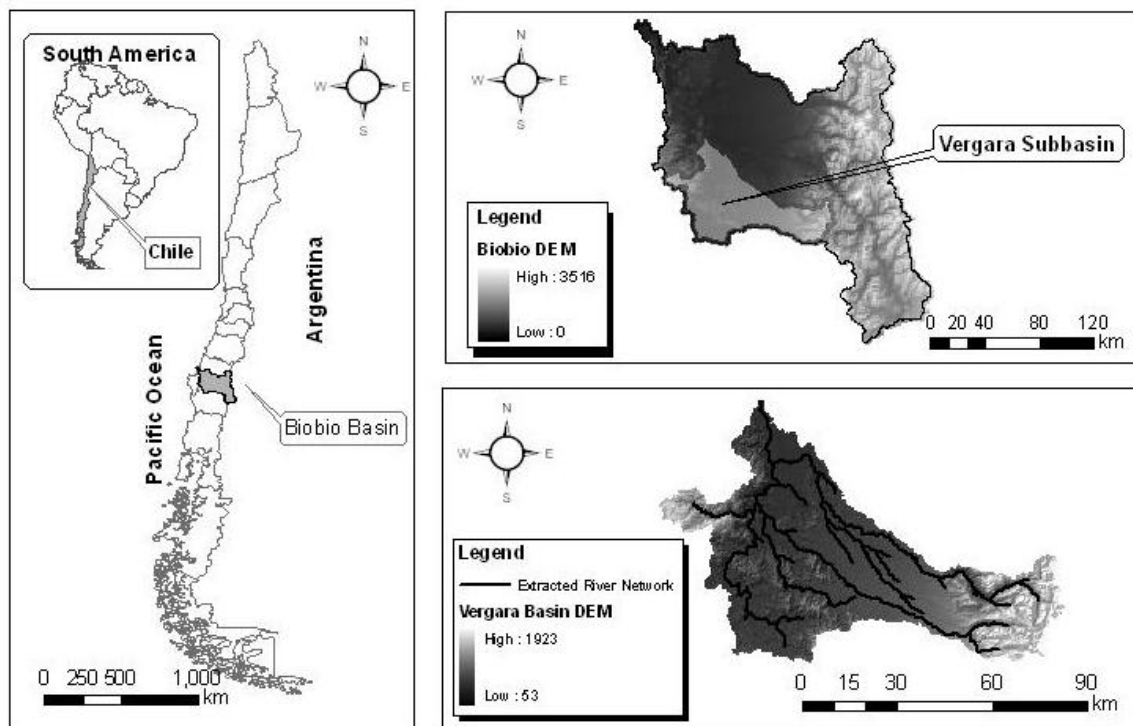 South America
Chile
N
W
E
S
Argentina
Pacific Ocean
Biobio Basin
0 250 500 1,000
km
N
W
E
S
Vergara Subbasin
Legend
Biobio DEM
High : 3516
Low : 0
0 20 40 80 120
km
N
W
E
S
Legend
Extracted River Network
Vergara Basin DEM
High : 1923
Low : 53
0 15 30 60 90
km